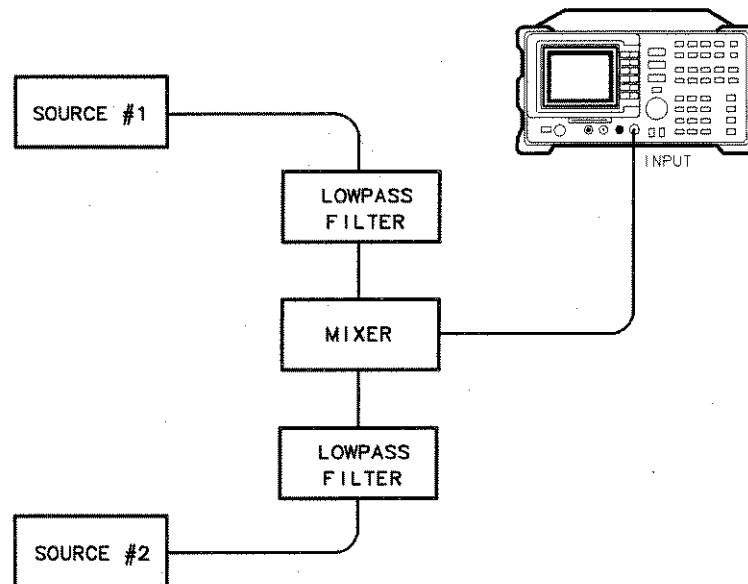 SOURCE #1
INPUT
LOWPASS
FILTER
MIXER
LOWPASS
FILTER
SOURCE #2